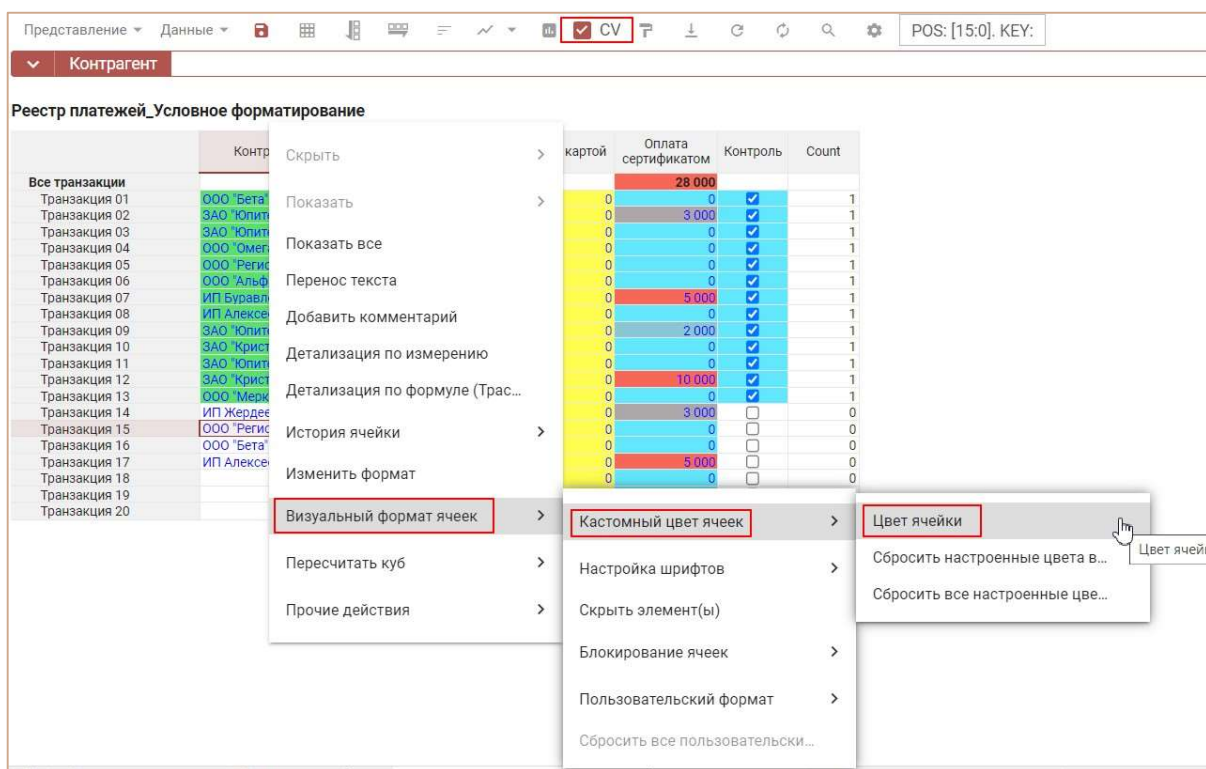 Представление Данные CV POS: [15:0]. KEY:
Контрагент
Реестр платежей_Условное форматирование
Контр картой Оплата сертификатом Контроль Count
Все транзакции 28 000
Транзакция 01 ООО "Бета" 0 0 1
Транзакция 02 ЗАО "Юпит 0 3 000 1
Транзакция 03 ЗАО "Юпит 0 0 1
Транзакция 04 ООО "Омег 0 0 1
Транзакция 05 ООО "Регис 0 0 1
Транзакция 06 ООО "Альф 0 0 1
Транзакция 07 ИП Буравл 0 5 000 1
Транзакция 08 ИП Алексе 0 0 1
Транзакция 09 ЗАО "Юпит 0 2 000 1
Транзакция 10 ЗАО "Крист 0 0 1
Транзакция 11 ЗАО "Юпит 0 0 1
Транзакция 12 ЗАО "Крист 0 10 000 1
Транзакция 13 ООО "Мерк 0 0 1
Транзакция 14 ИП Жердее 0 3 000 0
Транзакция 15 ООО "Регис 0 0 0
Транзакция 16 ООО "Бета" 0 0 0
Транзакция 17 ИП Алексе 0 5 000 0
Транзакция 18 0 0 0
Транзакция 19
Транзакция 20
Скрыть
Показать
Показать все
Перенос текста
Добавить комментарий
Детализация по измерению
Детализация по формуле (Трас...
История ячейки
Изменить формат
Визуальный формат ячеек
Пересчитать куб
Прочие действия
Кастомный цвет ячеек
Настройка шрифтов
Скрыть элемент(ы)
Блокирование ячеек
Пользовательский формат
Сбросить все пользовательски...
Цвет ячейки
Сбросить настроенные цвета в...
Сбросить все настроенные цве...
Цвет ячей